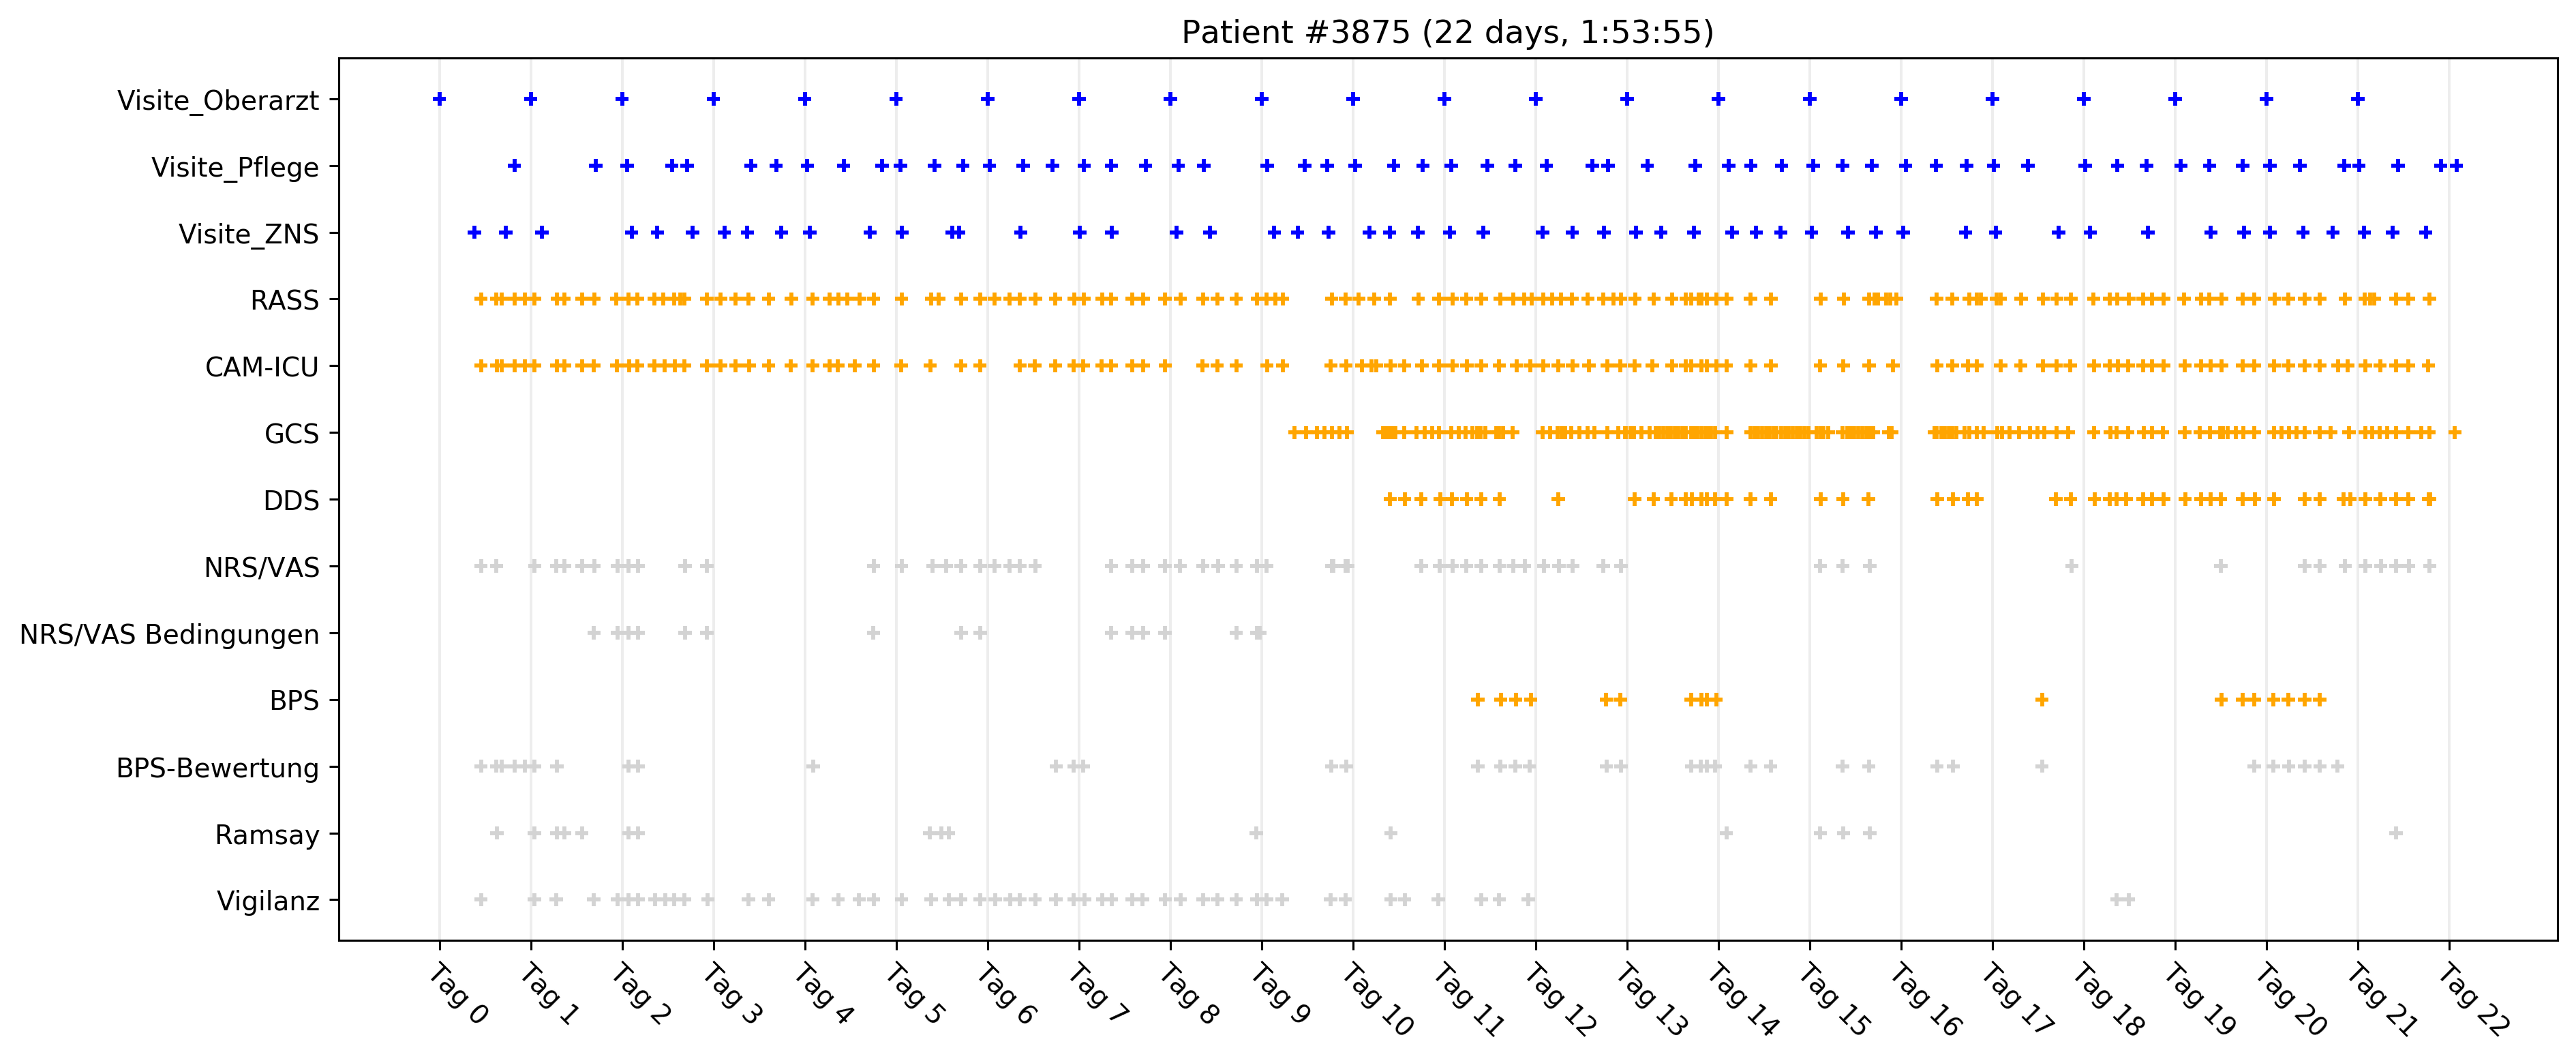 Patient #3875 (22 days, 1:53:55)
Visite_Oberarzt
Visite_Pflege
Visite_ZNS
RASS
CAM-ICU
GCS
DDS
NRS/VAS
NRS/VAS Bedingungen
BPS
BPS-Bewertung
Ramsay
Vigilanz
Tag 0
Tag 1
Tag 2
Tag 3
Tag 4
Tag 5
Tag 6
Tag 7
Tag 8
Tag 9
Tag 10
Tag 11
Tag 12
Tag 13
Tag 14
Tag 15
Tag 16
Tag 17
Tag 18
Tag 19
Tag 20
Tag 21
Tag 22